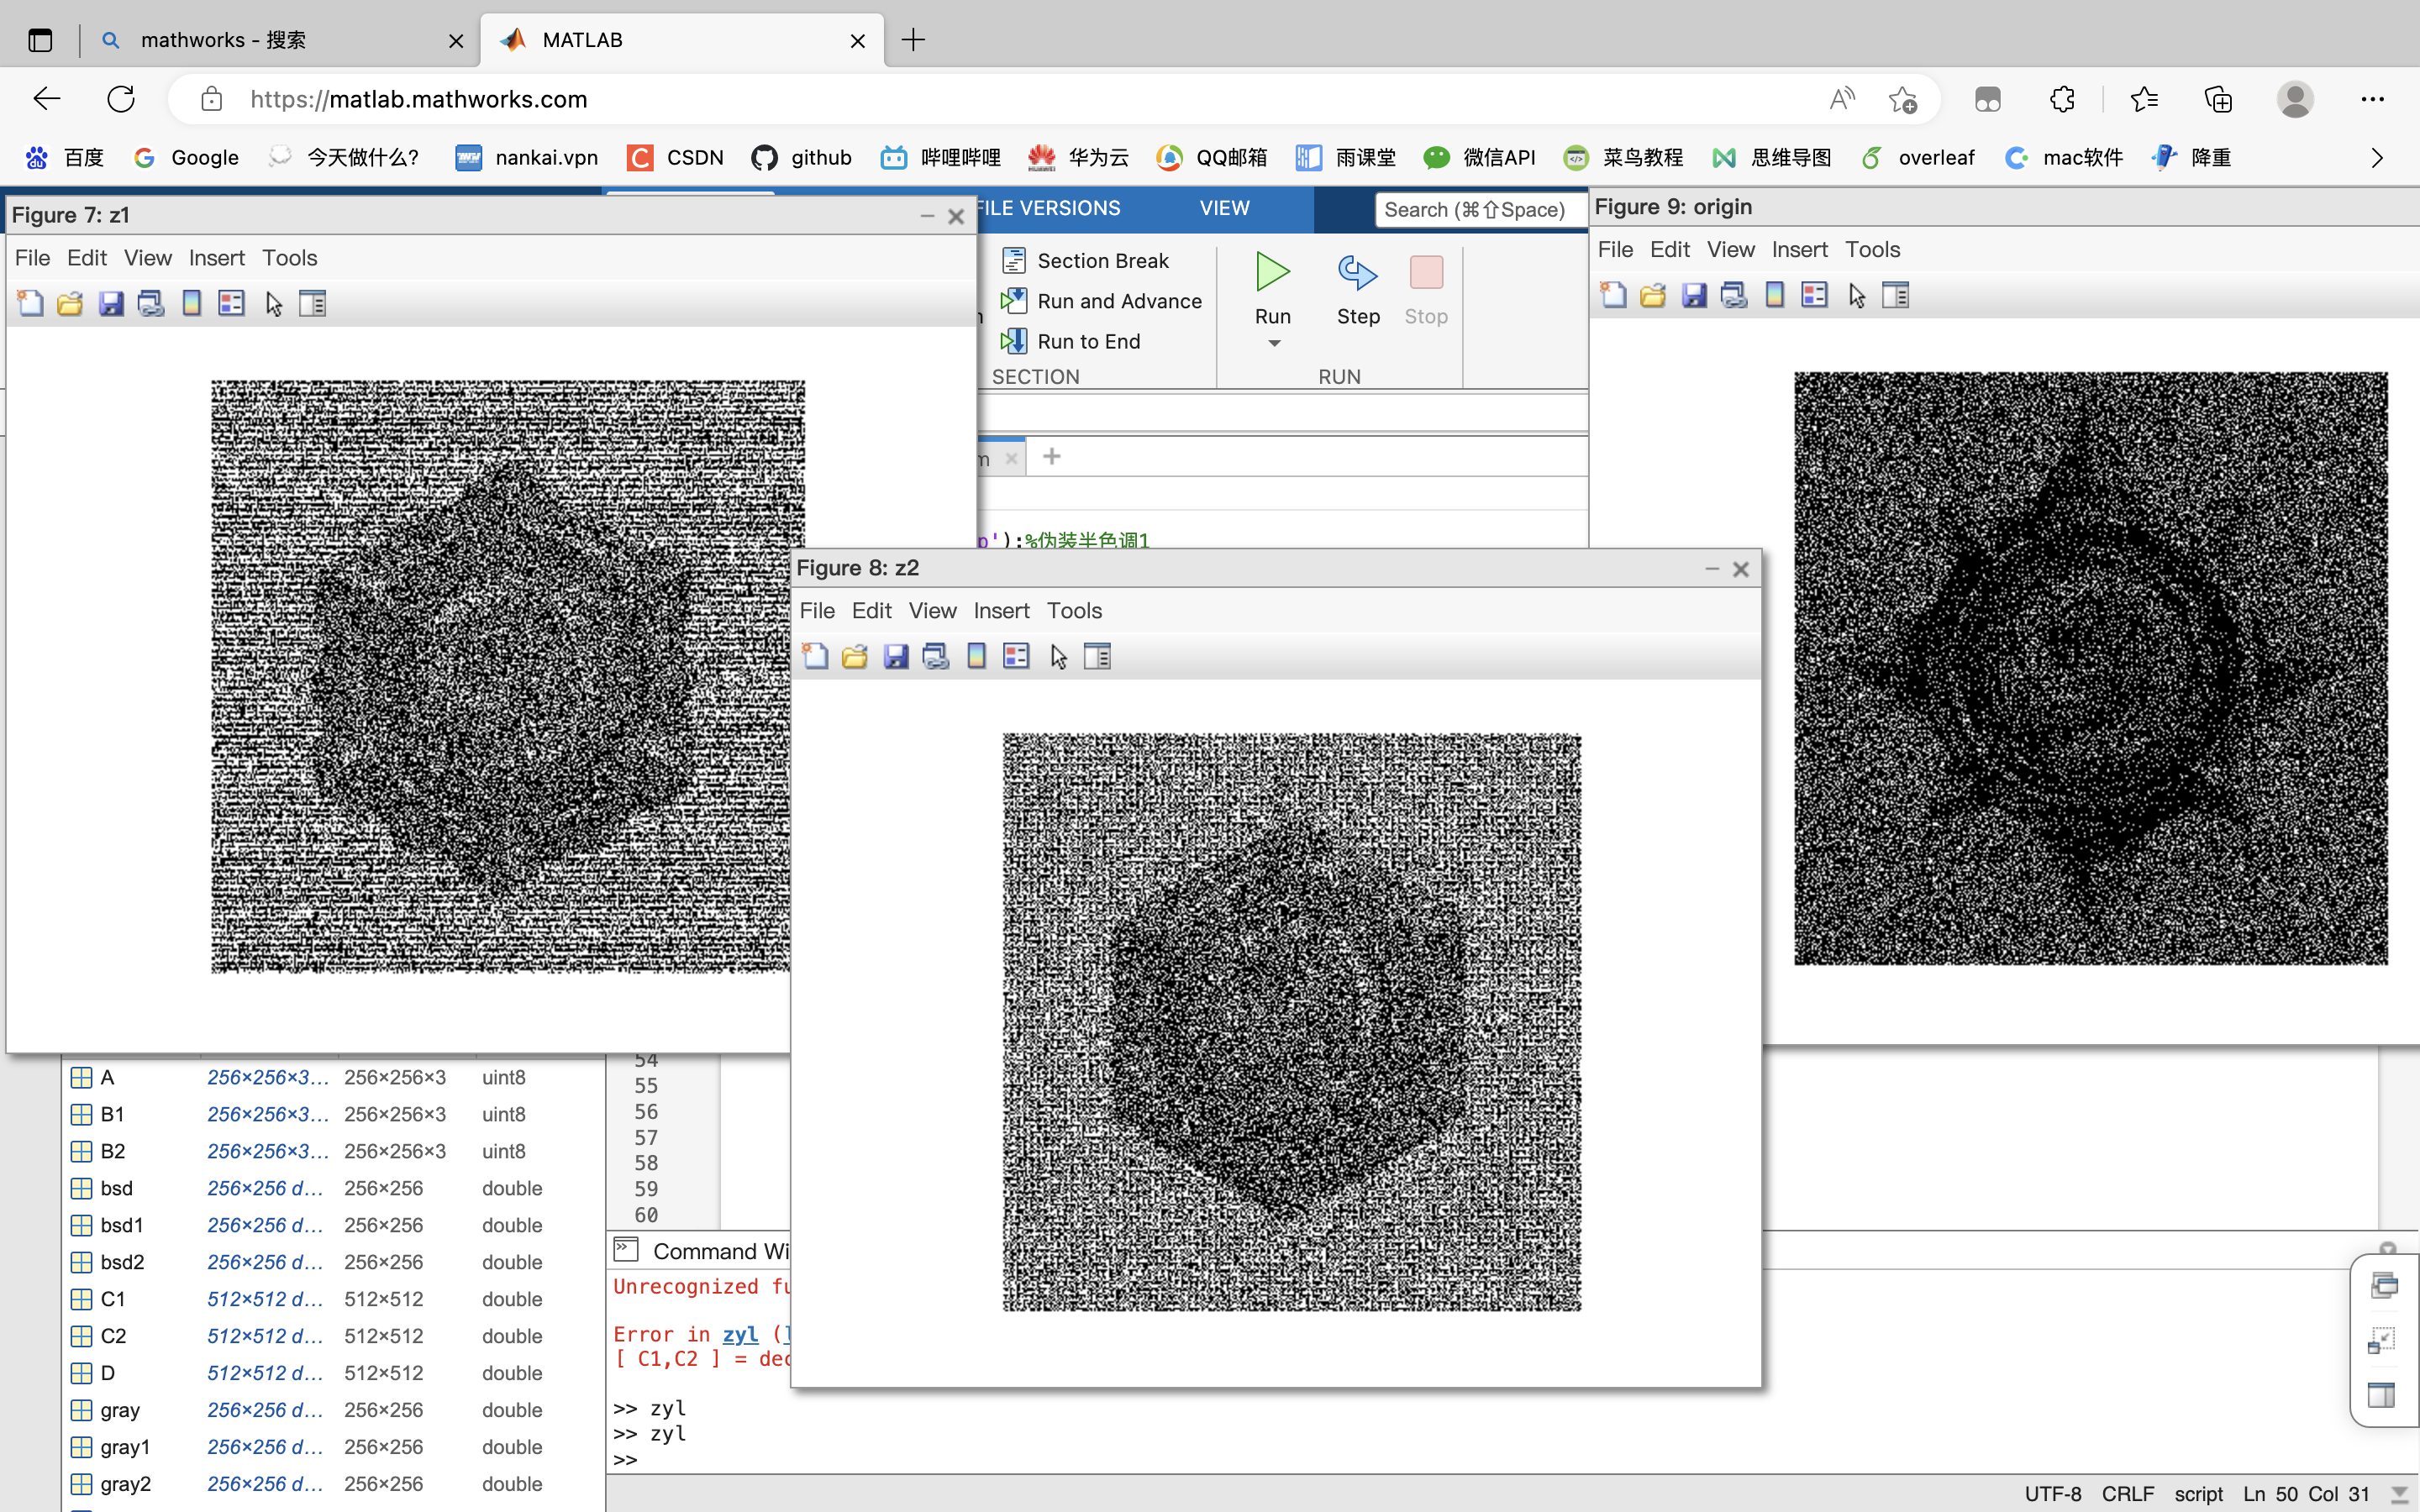 mathworks - 搜索
MATLAB
https://matlab.mathworks.com
百度 Google 今天做什么? nankai.vpn CSDN github 哔哩哔哩 华为云 QQ邮箱 雨课堂 微信API 菜鸟教程 思维导图 overleaf mac软件 降重
Figure 7: z1
File Edit View Insert Tools
FILE VERSIONS VIEW
Search (⌘⇧Space)
Section Break
Run and Advance
Run to End
SECTION
Run Step Stop
RUN
m
p');%伪装半色调1
Figure 9: origin
File Edit View Insert Tools
Figure 8: z2
File Edit View Insert Tools
A 256×256×3... 256×256×3 uint8
B1 256×256×3... 256×256×3 uint8
B2 256×256×3... 256×256×3 uint8
bsd 256×256 d... 256×256 double
bsd1 256×256 d... 256×256 double
bsd2 256×256 d... 256×256 double
C1 512×512 d... 512×512 double
C2 512×512 d... 512×512 double
D 512×512 d... 512×512 double
gray 256×256 d... 256×256 double
gray1 256×256 d... 256×256 double
gray2 256×256 d... 256×256 double
54
55
56
57
58
59
60
Command Wi
Unrecognized fu
Error in zyl (l
[ C1,C2 ] = dec
>> zyl
>> zyl
>>
UTF-8 CRLF script Ln 50 Col 31